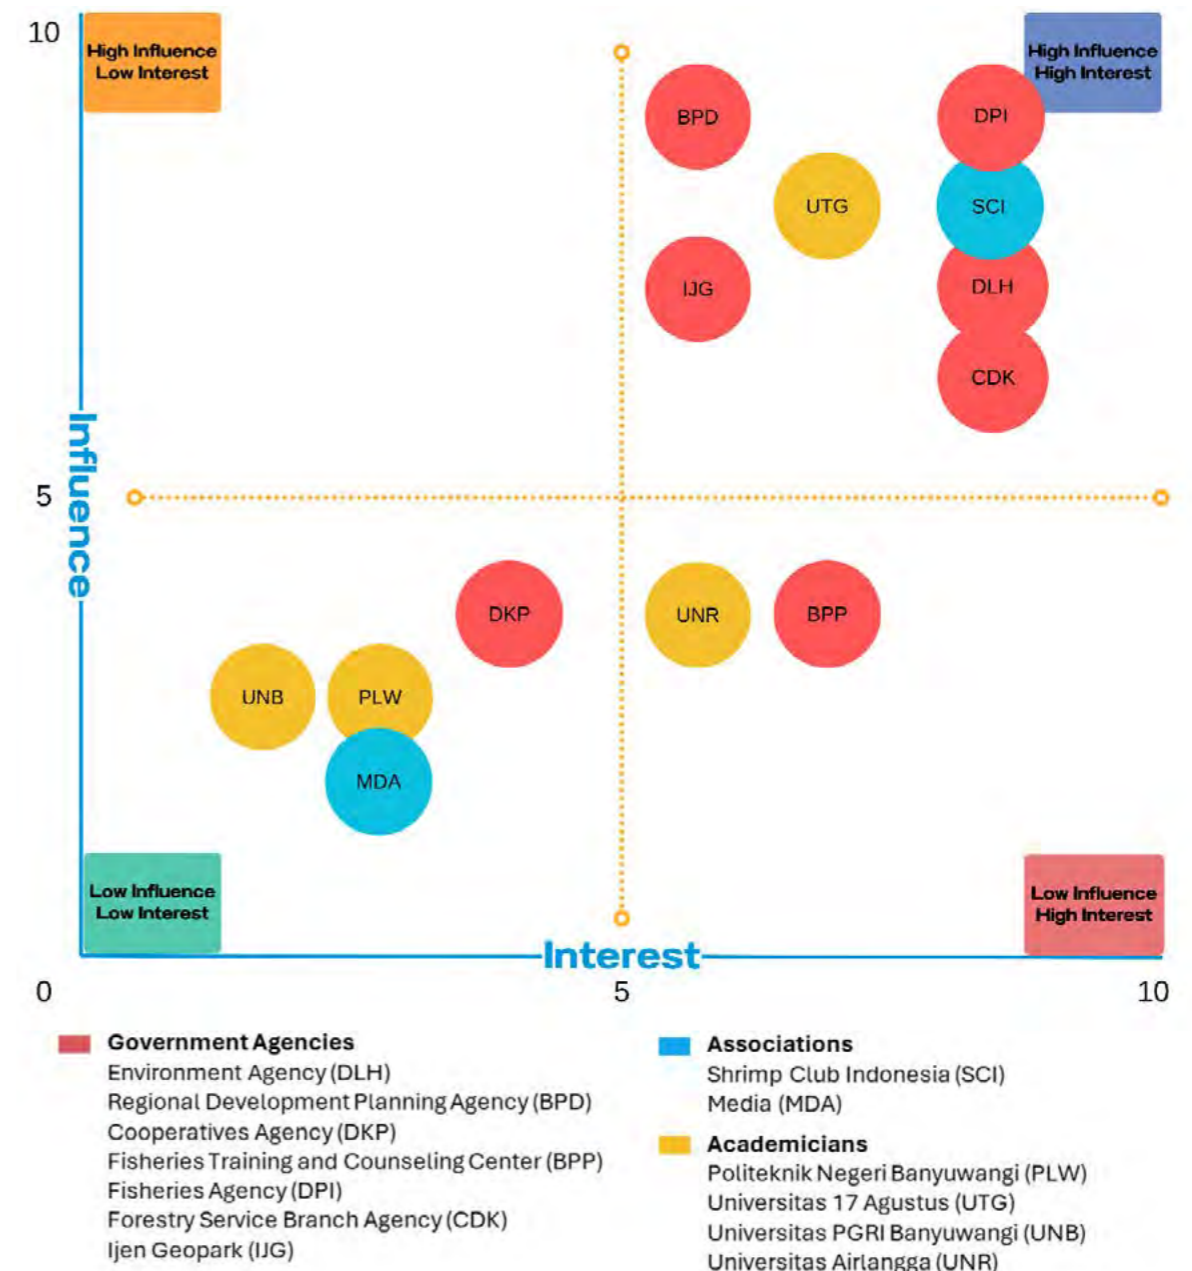 10
High Influence
Low Interest
High Influence
High Interest
BPD
DPI
UTG
SCI
IJG
DLH
CDK
Influence
5
DKP
UNR
BPP
UNB
PLW
MDA
Low Influence
Low Interest
Low Influence
High Interest
Interest
0
5
10
Government Agencies
Environment Agency (DLH)
Regional Development Planning Agency (BPD)
Cooperatives Agency (DKP)
Fisheries Training and Counseling Center (BPP)
Fisheries Agency (DPI)
Forestry Service Branch Agency (CDK)
Ijen Geopark (IJG)
Associations
Shrimp Club Indonesia (SCI)
Media (MDA)
Academicians
Politeknik Negeri Banyuwangi (PLW)
Universitas 17 Agustus (UTG)
Universitas PGRI Banyuwangi (UNB)
Universitas Airlangga (UNR)